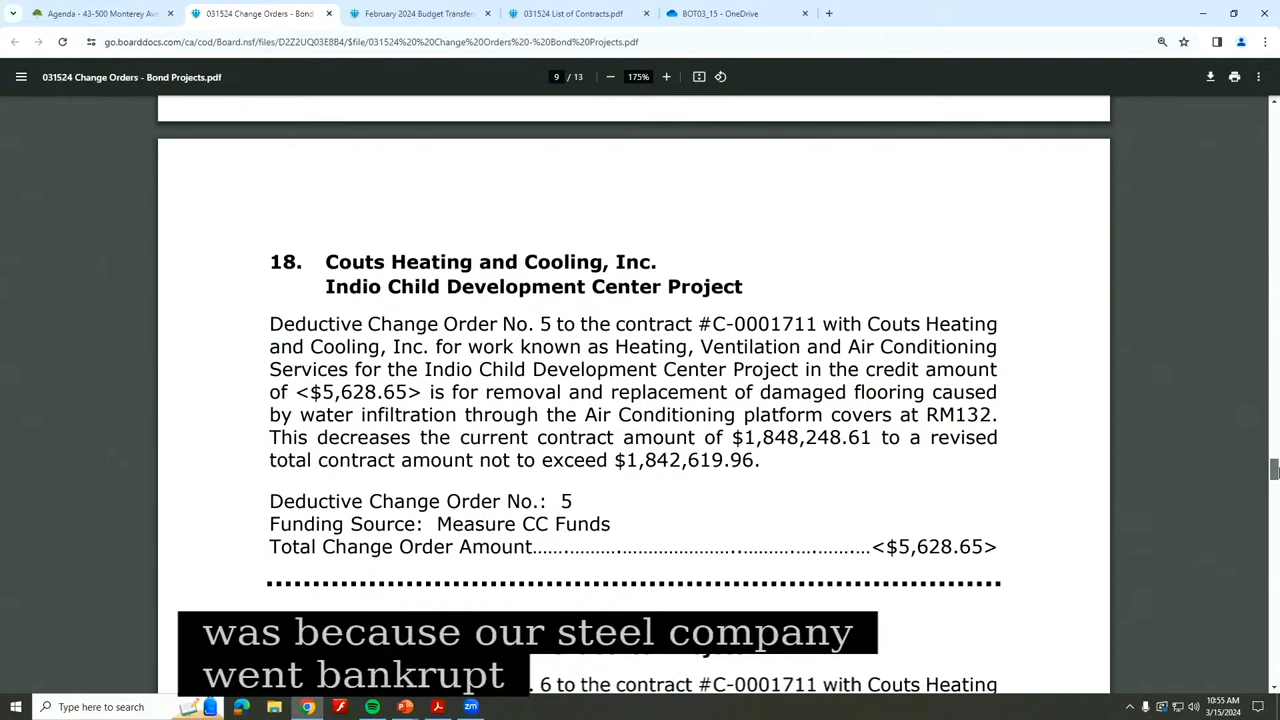 Agenda - 43-500 Monterey Av
031524 Change Orders - Bond
February 2024 Budget Transfer
031524 List of Contracts.pdf
BOT03_15 - OneDrive
go.boarddocs.com/ca/cod/Board.nsf/files/D2Z2UQ03E8B4/$file/031524%20%20Change%20Orders%20-%20Bond%20Projects.pdf
031524 Change Orders - Bond Projects.pdf
9 / 13
175%
18. Couts Heating and Cooling, Inc.
Indio Child Development Center Project
Deductive Change Order No. 5 to the contract #C-0001711 with Couts Heating
and Cooling, Inc. for work known as Heating, Ventilation and Air Conditioning
Services for the Indio Child Development Center Project in the credit amount
of <$5,628.65> is for removal and replacement of damaged flooring caused
by water infiltration through the Air Conditioning platform covers at RM132.
This decreases the current contract amount of $1,848,248.61 to a revised
total contract amount not to exceed $1,842,619.96.
Deductive Change Order No.: 5
Funding Source: Measure CC Funds
Total Change Order Amount.............................................................<$5,628.65>
was because our steel company
went bankrupt
. 6 to the contract #C-0001711 with Couts Heating
Type here to search
10:55 AM
3/15/2024